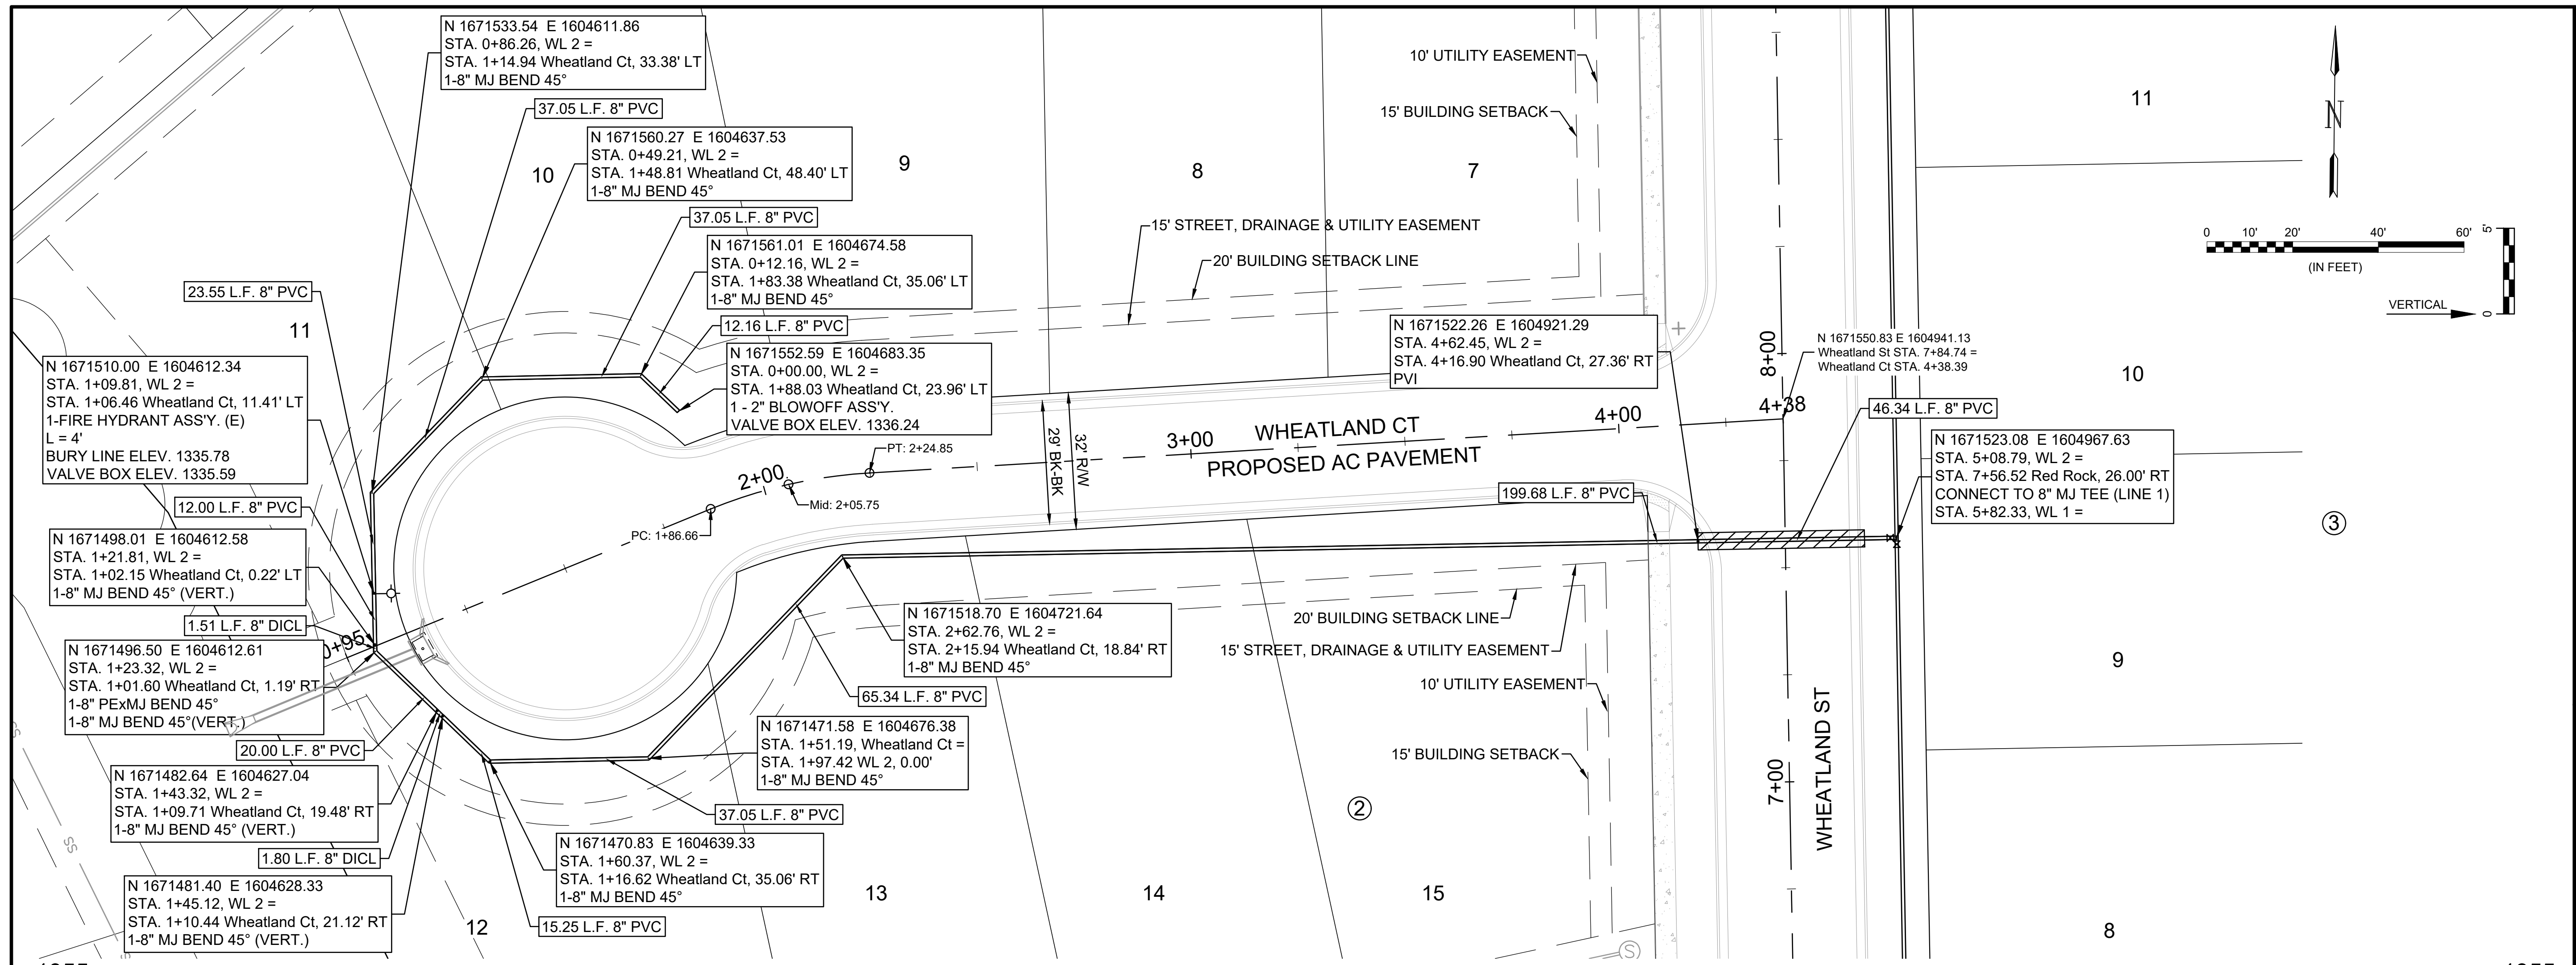 N 1671533.54 E 1604611.86
STA. 0+86.26, WL 2 =
STA. 1+14.94 Wheatland Ct, 33.38' LT
1-8" MJ BEND 45°
37.05 L.F. 8" PVC
N 1671560.27 E 1604637.53
STA. 0+49.21, WL 2 =
STA. 1+48.81 Wheatland Ct, 48.40' LT
1-8" MJ BEND 45°
10
9
8
7
11
37.05 L.F. 8" PVC
N 1671561.01 E 1604674.58
STA. 0+12.16, WL 2 =
STA. 1+83.38 Wheatland Ct, 35.06' LT
1-8" MJ BEND 45°
12.16 L.F. 8" PVC
N 1671552.59 E 1604683.35
STA. 0+00.00, WL 2 =
STA. 1+88.03 Wheatland Ct, 23.96' LT
1 - 2" BLOWOFF ASS'Y.
VALVE BOX ELEV. 1336.24
10' UTILITY EASEMENT
15' BUILDING SETBACK
15' STREET, DRAINAGE & UTILITY EASEMENT
20' BUILDING SETBACK LINE
N
0 10' 20' 40' 60'
(IN FEET)
VERTICAL
0
5'
23.55 L.F. 8" PVC
11
N 1671510.00 E 1604612.34
STA. 1+09.81, WL 2 =
STA. 1+06.46 Wheatland Ct, 11.41' LT
1-FIRE HYDRANT ASS'Y. (E)
L = 4'
BURY LINE ELEV. 1335.78
VALVE BOX ELEV. 1335.59
12.00 L.F. 8" PVC
N 1671498.01 E 1604612.58
STA. 1+21.81, WL 2 =
STA. 1+02.15 Wheatland Ct, 0.22' LT
1-8" MJ BEND 45° (VERT.)
1.51 L.F. 8" DICL
0+95
N 1671496.50 E 1604612.61
STA. 1+23.32, WL 2 =
STA. 1+01.60 Wheatland Ct, 1.19' RT
1-8" PExMJ BEND 45°
1-8" MJ BEND 45°(VERT.)
20.00 L.F. 8" PVC
N 1671482.64 E 1604627.04
STA. 1+43.32, WL 2 =
STA. 1+09.71 Wheatland Ct, 19.48' RT
1-8" MJ BEND 45° (VERT.)
1.80 L.F. 8" DICL
N 1671481.40 E 1604628.33
STA. 1+45.12, WL 2 =
STA. 1+10.44 Wheatland Ct, 21.12' RT
1-8" MJ BEND 45° (VERT.)
SS
12
15.25 L.F. 8" PVC
N 1671470.83 E 1604639.33
STA. 1+60.37, WL 2 =
STA. 1+16.62 Wheatland Ct, 35.06' RT
1-8" MJ BEND 45°
37.05 L.F. 8" PVC
N 1671471.58 E 1604676.38
STA. 1+51.19, Wheatland Ct =
STA. 1+97.42 WL 2, 0.00'
1-8" MJ BEND 45°
65.34 L.F. 8" PVC
N 1671518.70 E 1604721.64
STA. 2+62.76, WL 2 =
STA. 2+15.94 Wheatland Ct, 18.84' RT
1-8" MJ BEND 45°
PC: 1+86.66
2+00
Mid: 2+05.75
PT: 2+24.85
29' BK-BK
32' R/W
3+00
WHEATLAND CT
PROPOSED AC PAVEMENT
4+00
4+38
N 1671522.26 E 1604921.29
STA. 4+62.45, WL 2 =
STA. 4+16.90 Wheatland Ct, 27.36' RT
PVI
8+00
N 1671550.83 E 1604941.13
Wheatland St STA. 7+84.74 =
Wheatland Ct STA. 4+38.39
46.34 L.F. 8" PVC
10
N 1671523.08 E 1604967.63
STA. 5+08.79, WL 2 =
STA. 7+56.52 Red Rock, 26.00' RT
CONNECT TO 8" MJ TEE (LINE 1)
STA. 5+82.33, WL 1 =
199.68 L.F. 8" PVC
3
20' BUILDING SETBACK LINE
15' STREET, DRAINAGE & UTILITY EASEMENT
10' UTILITY EASEMENT
15' BUILDING SETBACK
9
7+00
WHEATLAND ST
2
13
14
15
8
S